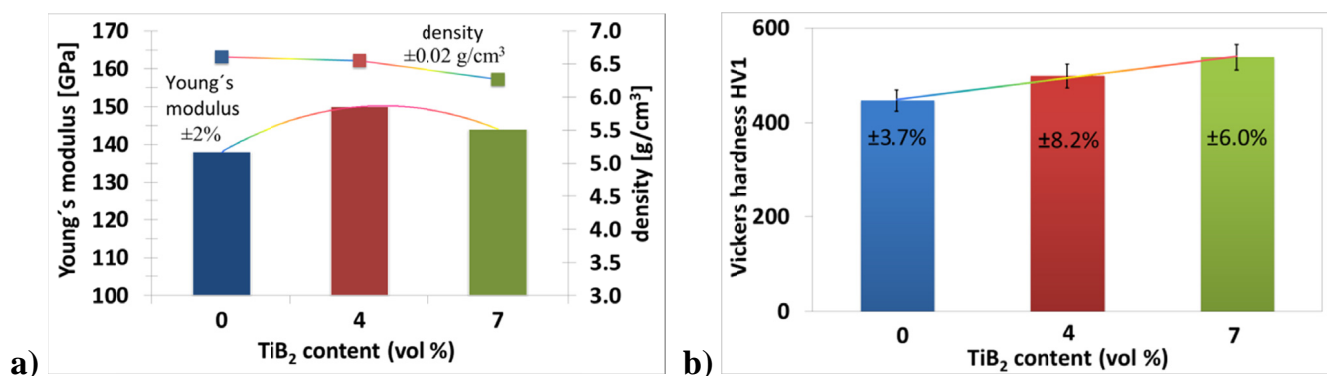 170
160
150
140
130
120
110
100
Young´s modulus [GPa]
Young´s
modulus
±2%
density
±0.02 g/cm³
7.0
6.5
6.0
5.5
5.0
4.5
4.0
3.5
3.0
density [g/cm³]
0 4 7
TiB₂ content (vol %)
a)
600
400
200
0
Vickers hardness HV1
±3.7% ±8.2% ±6.0%
0 4 7
TiB₂ content (vol %)
b)